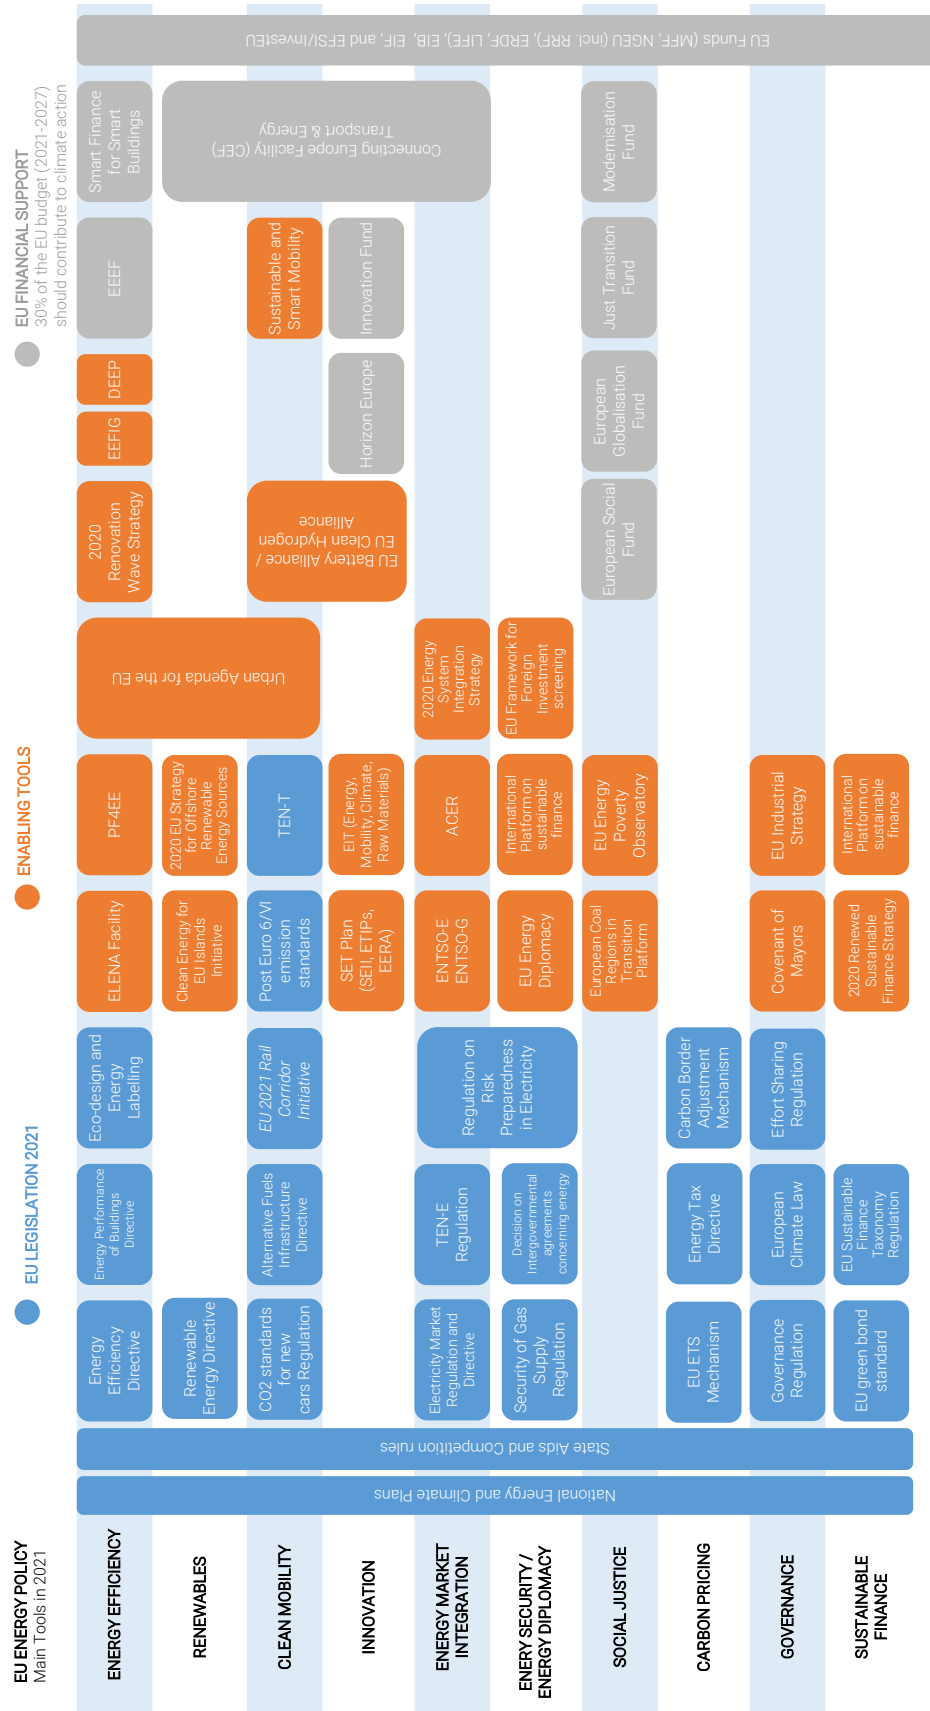 EU ENERGY POLICY
Main Tools in 2021
EU LEGISLATION 2021
ENABLING TOOLS
EU FINANCIAL SUPPORT
30% of the EU budget (2021-2027)
should contribute to climate action
National Energy and Climate Plans
State Aids and Competition rules
EU Funds (MFF, NGEU (incl. RRF), ERDF, LIFE), EIB, EIF, and EFSI/InvestEU
ENERGY EFFICIENCY
Energy
Efficiency
Directive
Energy Performance
of Buildings
Directive
Eco-design and
Energy
Labelling
ELENA Facility
PF4EE
Urban Agenda for the EU
2020
Renovation
Wave Strategy
EEFIG
DEEP
EEEF
Smart Finance
for Smart
Buildings
RENEWABLES
Renewable
Energy Directive
Clean Energy for
EU Islands
Initiative
2020 EU Strategy
for Offshore
Renewable
Energy Sources
Connecting Europe Facility (CEF)
Transport & Energy
CLEAN MOBILITY
CO2 standards
for new
cars Regulation
Alternative Fuels
Infrastructure
Directive
EU 2021 Rail
Corridor
Initiative
Post Euro 6/VI
emission
standards
TEN-T
EU Battery Alliance /
EU Clean Hydrogen
Alliance
Sustainable and
Smart Mobility
INNOVATION
SET Plan
(SEII, ETIPs,
EERA)
EIT (Energy,
Mobility, Climate,
Raw Materials)
Horizon Europe
Innovation Fund
ENERGY MARKET
INTEGRATION
Electricity Market
Regulation and
Directive
TEN-E
Regulation
Regulation on
Risk
Preparedness
in Electricity
ENTSO-E
ENTSO-G
ACER
2020 Energy
System
Integration
Strategy
ENERY SECURITY /
ENERGY DIPLOMACY
Security of Gas
Supply
Regulation
Decision on
Intergovernmental
agreements
concerning energy
EU Energy
Diplomacy
International
Platform on
sustainable
finance
EU Framework for
Foreign
Investment
screening
SOCIAL JUSTICE
European Coal
Regions in
Transition
Platform
EU Energy
Poverty
Observatory
European Social
Fund
European
Globalisation
Fund
Just Transition
Fund
Modernisation
Fund
CARBON PRICING
EU ETS
Mechanism
Energy Tax
Directive
Carbon Border
Adjustment
Mechanism
GOVERNANCE
Governance
Regulation
European
Climate Law
Effort Sharing
Regulation
Covenant of
Mayors
EU Industrial
Strategy
SUSTAINABLE
FINANCE
EU green bond
standard
EU Sustainable
Finance
Taxonomy
Regulation
2020 Renewed
Sustainable
Finance Strategy
International
Platform on
sustainable
finance